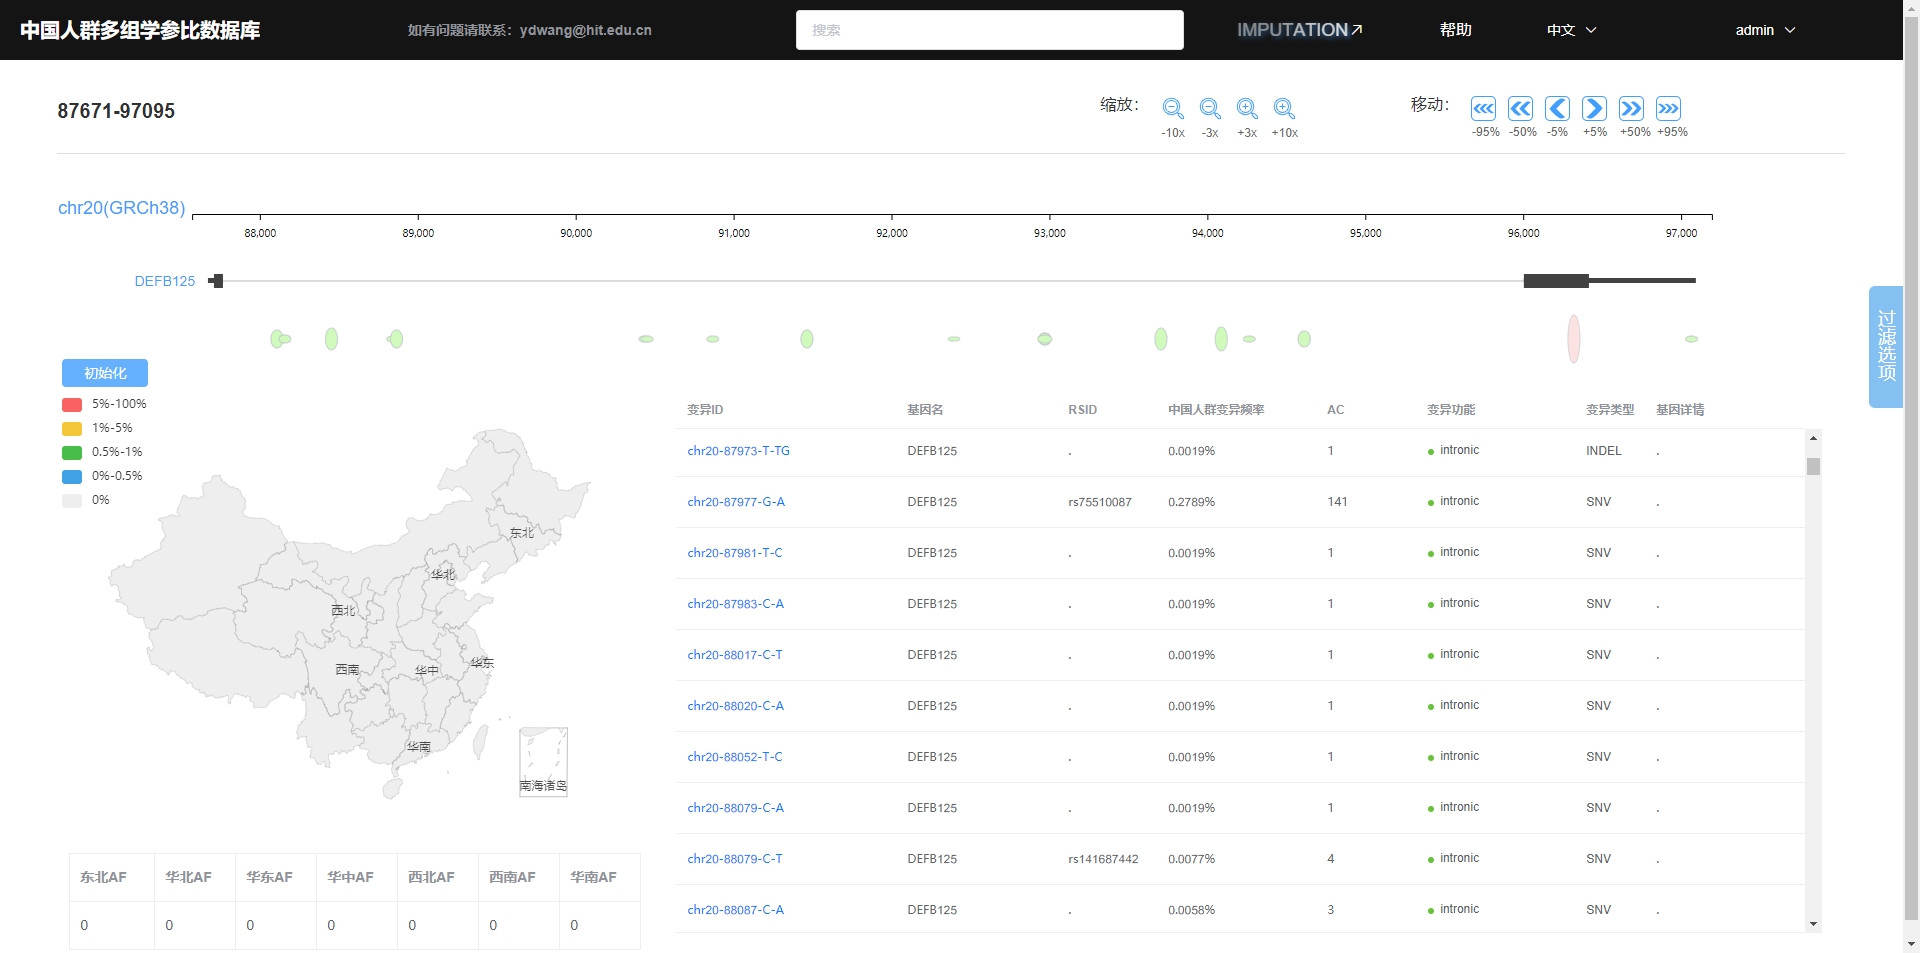 中国人群多组学参比数据库 如有问题请联系：ydwang@hit.edu.cn 搜索 IMPUTATION 帮助 中文 admin
87671-97095 缩放： 移动：
-10x -3x +3x +10x -95% -50% -5% +5% +50% +95%
chr20(GRCh38)
88,000 89,000 90,000 91,000 92,000 93,000 94,000 95,000 96,000 97,000
DEFB125
过滤选项
初始化
5%-100%
1%-5%
0.5%-1%
0%-0.5%
0%
东北
华北
西北
西南
华中
华东
华南
南海诸岛
变异ID 基因名 RSID 中国人群变异频率 AC 变异功能 变异类型 基因详情
chr20-87973-T-TG DEFB125 . 0.0019% 1 intronic INDEL .
chr20-87977-G-A DEFB125 rs75510087 0.2789% 141 intronic SNV .
chr20-87981-T-C DEFB125 . 0.0019% 1 intronic SNV .
chr20-87983-C-A DEFB125 . 0.0019% 1 intronic SNV .
chr20-88017-C-T DEFB125 . 0.0019% 1 intronic SNV .
chr20-88020-C-A DEFB125 . 0.0019% 1 intronic SNV .
chr20-88052-T-C DEFB125 . 0.0019% 1 intronic SNV .
chr20-88079-C-A DEFB125 . 0.0019% 1 intronic SNV .
chr20-88079-C-T DEFB125 rs141687442 0.0077% 4 intronic SNV .
chr20-88087-C-A DEFB125 . 0.0058% 3 intronic SNV .
东北AF 华北AF 华东AF 华中AF 西北AF 西南AF 华南AF
0 0 0 0 0 0 0